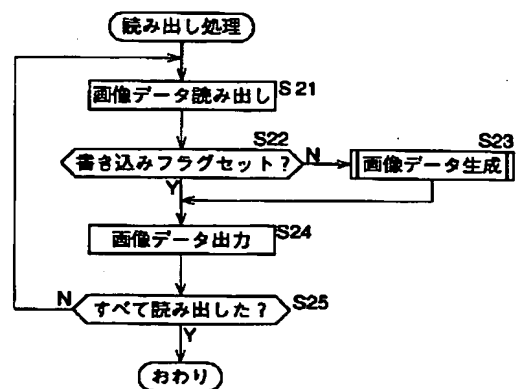 読み出し処理
画像データ読み出し S21
S22
書き込みフラグセット? N
S23
画像データ生成
Y
画像データ出力 S24
N すべて読み出した? S25
Y
おわり